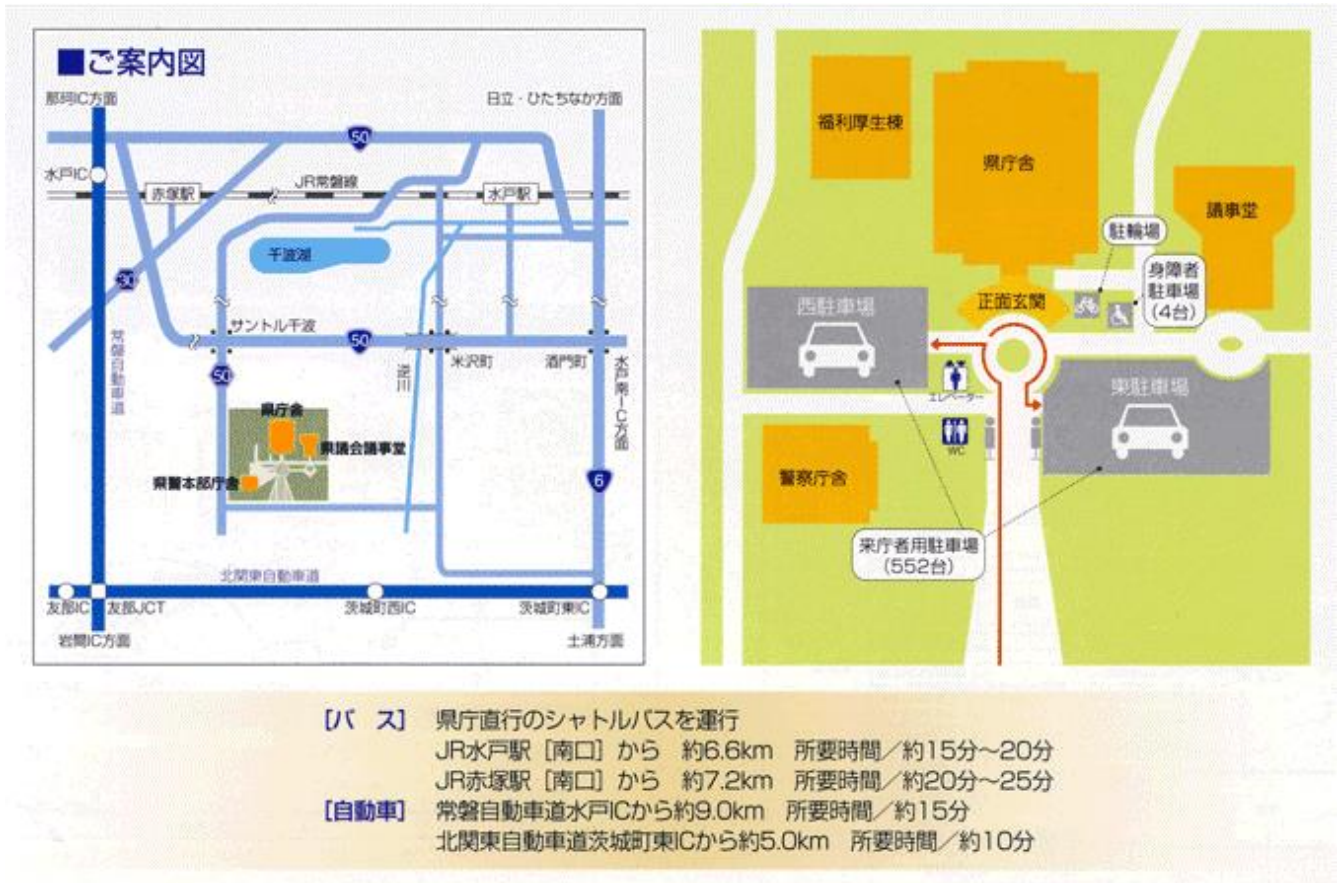 ■ご案内図
那珂IC方面
日立・ひたちなか方面
50
水戸IC
赤塚駅
JR常磐線
水戸駅
千波湖
50
常磐自動車道
サントル千波
50
50
逆川
米沢町
酒門町
水戸南IC方面
県庁舎
県議会議事堂
県警本部庁舎
6
北関東自動車道
友部IC
友部JCT
茨城町西IC
茨城町東IC
岩間IC方面
土浦方面
福利厚生棟
県庁舎
議事堂
駐輪場
身障者
駐車場
(4台)
正面玄関
西駐車場
東駐車場
エレベーター
WC
警察庁舎
来庁者用駐車場
(552台)
[バス] 県庁直行のシャトルバスを運行
JR水戸駅［南口］から 約6.6km 所要時間／約15分～20分
JR赤塚駅［南口］から 約7.2km 所要時間／約20分～25分
[自動車] 常磐自動車道水戸ICから約9.0km 所要時間／約15分
北関東自動車道茨城町東ICから約5.0km 所要時間／約10分